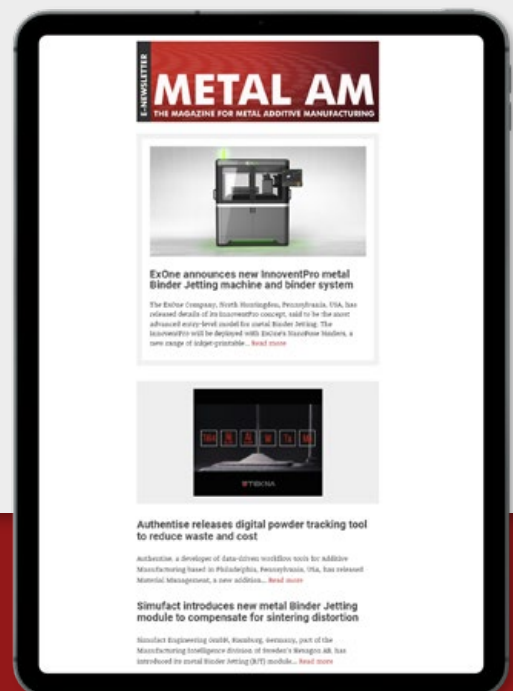 E-NEWSLETTER
METAL AM
THE MAGAZINE FOR METAL ADDITIVE MANUFACTURING
ExOne announces new InnoventPro metal
Binder Jetting machine and binder system
The ExOne Company, North Huntingdon, Pennsylvania, USA, has
released details of its InnoventPro concept, said to be the most
advanced entry-level model for metal Binder Jetting. The
InnoventPro will be deployed with ExOne's NanoFuse binders, a
new range of inkjet-printable... Read more
Ti64 Ni Al W Ta Mo
TEKNA
Authentise releases digital powder tracking tool
to reduce waste and cost
Authentise, a developer of data-driven workflow tools for Additive
Manufacturing based in Philadelphia, Pennsylvania, USA, has released
Material Management, a new addition... Read more
Simufact introduces new metal Binder Jetting
module to compensate for sintering distortion
Simufact Engineering GmbH, Hamburg, Germany, part of the
Manufacturing Intelligence division of Sweden's Hexagon AB, has
introduced its metal Binder Jetting (BJT) module... Read more